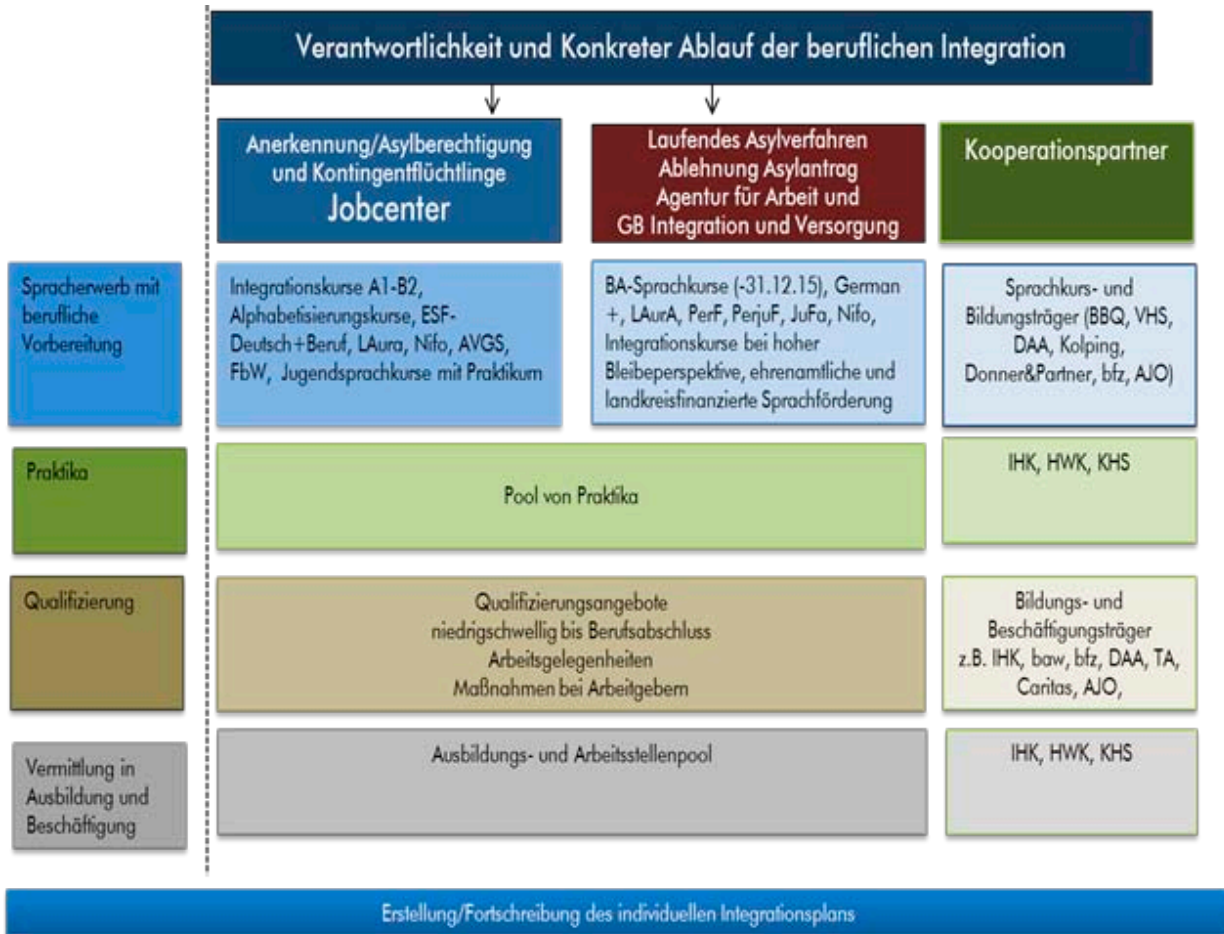 Verantwortlichkeit und Konkreter Ablauf der beruflichen Integration
Anerkennung/Asylberechtigung
und Kontingentflüchtlinge
Jobcenter
Laufendes Asylverfahren
Ablehnung Asylantrag
Agentur für Arbeit und
GB Integration und Versorgung
Kooperationspartner
Spracherwerb mit
berufliche
Vorbereitung
Integrationskurse A1-B2,
Alphabetisierungskurse, ESF-
Deutsch+Beruf, LAura, Nifo, AVGS,
FbW, Jugendsprachkurse mit Praktikum
BA-Sprachkurse (-31.12.15), German
+, LAurA, PerF, PerjuF, JuFa, Nifo,
Integrationskurse bei hoher
Bleibeperspektive, ehrenamtliche und
landkreisfinanzierte Sprachförderung
Sprachkurs- und
Bildungsträger (BBQ, VHS,
DAA, Kolping,
Donner&Partner, bfz, AJO)
Praktika
Pool von Praktika
IHK, HWK, KHS
Qualifizierung
Qualifizierungsangebote
niedrigschwellig bis Berufsabschluss
Arbeitsgelegenheiten
Maßnahmen bei Arbeitgebern
Bildungs- und
Beschäftigungsträger
z.B. IHK, baw, bfz, DAA, TA,
Caritas, AJO,
Vermittlung in
Ausbildung und
Beschäftigung
Ausbildungs- und Arbeitsstellenpool
IHK, HWK, KHS
Erstellung/Fortschreibung des individuellen Integrationsplans